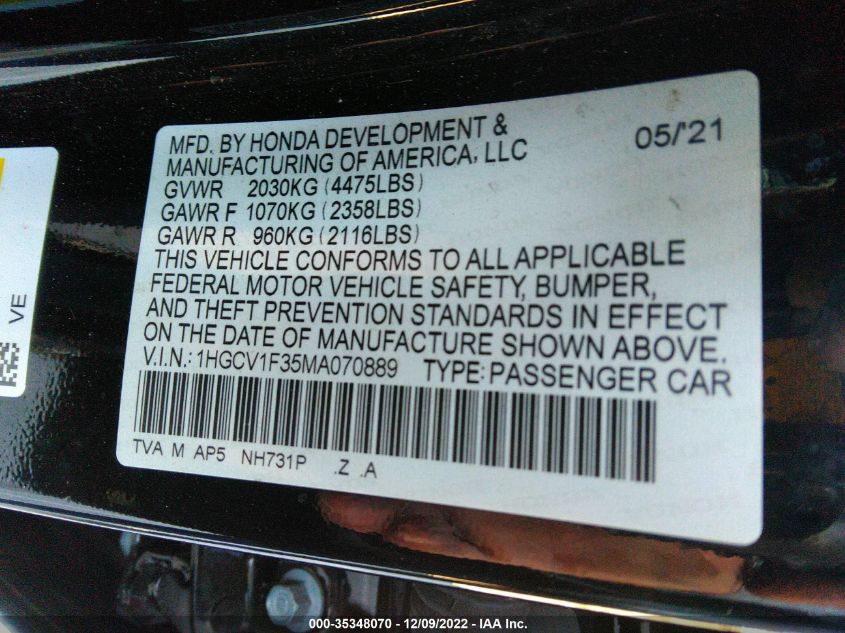 MFD. BY HONDA DEVELOPMENT & 05/'21
MANUFACTURING OF AMERICA, LLC
GVWR 2030KG (4475LBS)
GAWR F 1070KG (2358LBS)
GAWR R 960KG (2116LBS)
THIS VEHICLE CONFORMS TO ALL APPLICABLE
FEDERAL MOTOR VEHICLE SAFETY, BUMPER,
AND THEFT PREVENTION STANDARDS IN EFFECT
ON THE DATE OF MANUFACTURE SHOWN ABOVE.
V.I.N.: 1HGCV1F35MA070889 TYPE: PASSENGER CAR
TVA M AP5 NH731P .Z .A
VE
000-35348070 - 12/09/2022 - IAA Inc.